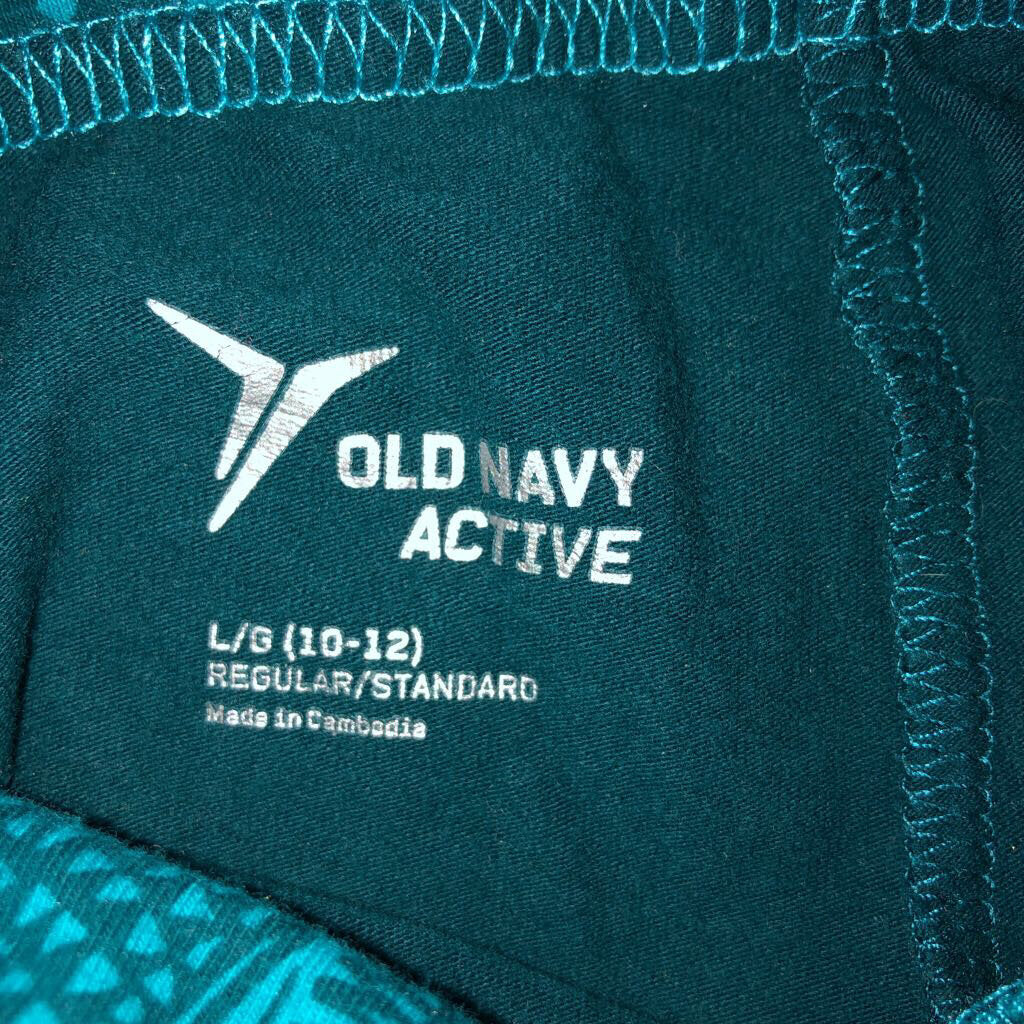 OLD NAVY
ACTIVE
L/G (10-12)
REGULAR/STANDARD
Made in Cambodia